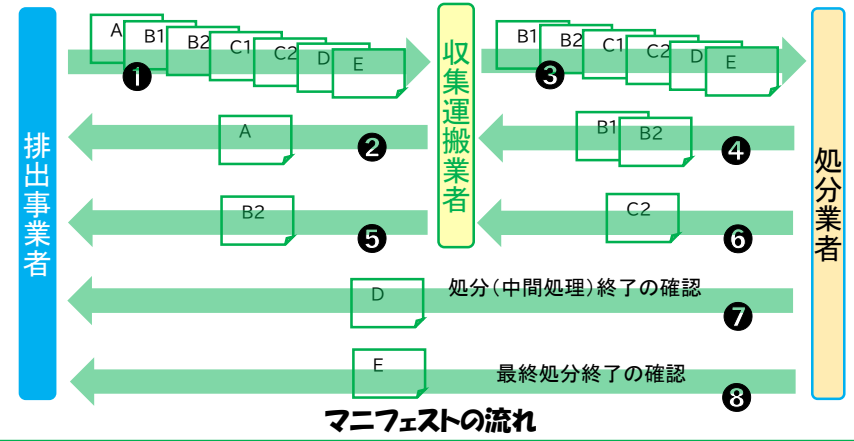 排出事業者
A B1 B2 C1 C2 D E
❶
収集運搬業者
B1 B2 C1 C2 D E
❸
処分業者
A
❷
B1 B2
❹
B2
❺
C2
❻
D
処分(中間処理)終了の確認
❼
E
最終処分終了の確認
❽
マニフェストの流れ